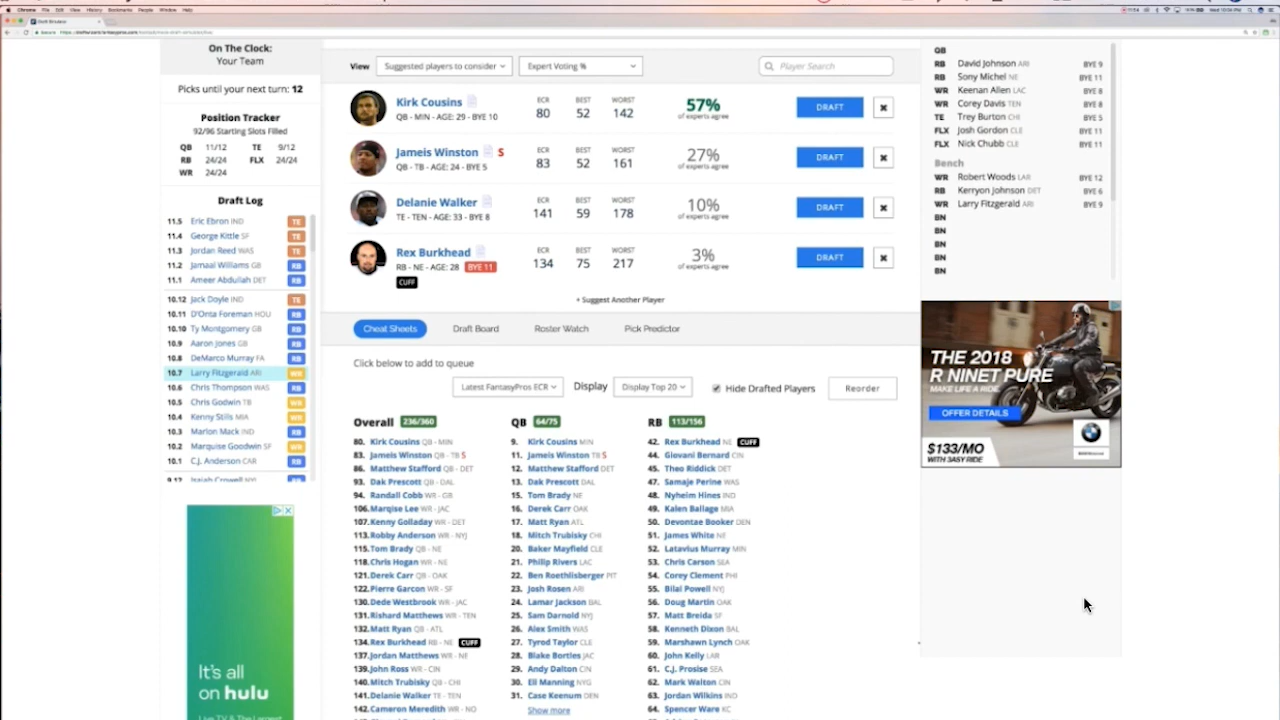 Chrome File Edit View History Bookmarks People Window Help
On The Clock:
Your Team
Picks until your next turn: 12
Position Tracker
92/96 Starting Slots Filled
QB 11/12 TE 9/12
RB 24/24 FLX 24/24
WR 24/24
Draft Log
11.5 Eric Ebron IND TE
11.4 George Kittle SF TE
11.3 Jordan Reed WAS TE
11.2 Jamaal Williams GB RB
11.1 Ameer Abdullah DET RB
10.12 Jack Doyle IND TE
10.11 D'Onta Foreman HOU RB
10.10 Ty Montgomery GB RB
10.9 Aaron Jones GB RB
10.8 DeMarco Murray FA RB
10.7 Larry Fitzgerald ARI WR
10.6 Chris Thompson WAS RB
10.5 Chris Godwin TB WR
10.4 Kenny Stills MIA WR
10.3 Marlon Mack IND RB
10.2 Marquise Goodwin SF WR
10.1 C.J. Anderson CAR RB
9.12 Isaiah Crowell NYJ RB
It's all
on hulu
Live TV & The Largest
View Suggested players to consider Expert Voting % Player Search
Kirk Cousins ECR 80 BEST 52 WORST 142 57% of experts agree DRAFT
QB - MIN - AGE: 29 - BYE 10
Jameis Winston S ECR 83 BEST 52 WORST 161 27% of experts agree DRAFT
QB - TB - AGE: 24 - BYE 5
Delanie Walker ECR 141 BEST 59 WORST 178 10% of experts agree DRAFT
TE - TEN - AGE: 33 - BYE 8
Rex Burkhead ECR 134 BEST 75 WORST 217 3% of experts agree DRAFT
RB - NE - AGE: 28 BYE 11
CUFF
+ Suggest Another Player
Cheat Sheets Draft Board Roster Watch Pick Predictor
Click below to add to queue
Latest FantasyPros ECR Display Display Top 20 Hide Drafted Players Reorder
Overall 236/360
80. Kirk Cousins QB - MIN
83. Jameis Winston QB - TB S
86. Matthew Stafford QB - DET
93. Dak Prescott QB - DAL
94. Randall Cobb WR - GB
106. Marqise Lee WR - JAC
107. Kenny Golladay WR - DET
113. Robby Anderson WR - NYJ
115. Tom Brady QB - NE
118. Chris Hogan WR - NE
121. Derek Carr QB - OAK
122. Pierre Garcon WR - SF
130. Dede Westbrook WR - JAC
131. Rishard Matthews WR - TEN
132. Matt Ryan QB - ATL
134. Rex Burkhead RB - NE CUFF
137. Jordan Matthews WR - NE
139. John Ross WR - CIN
140. Mitch Trubisky QB - CHI
141. Delanie Walker TE - TEN
142. Cameron Meredith WR - NO
QB 64/75
9. Kirk Cousins MIN
11. Jameis Winston TB S
12. Matthew Stafford DET
13. Dak Prescott DAL
15. Tom Brady NE
16. Derek Carr OAK
17. Matt Ryan ATL
18. Mitch Trubisky CHI
20. Baker Mayfield CLE
21. Philip Rivers LAC
22. Ben Roethlisberger PIT
23. Josh Rosen ARI
24. Lamar Jackson BAL
25. Sam Darnold NYJ
26. Alex Smith WAS
27. Tyrod Taylor CLE
28. Blake Bortles JAC
29. Andy Dalton CIN
30. Eli Manning NYG
31. Case Keenum DEN
Show more
RB 113/156
42. Rex Burkhead NE CUFF
44. Giovani Bernard CIN
45. Theo Riddick DET
47. Samaje Perine WAS
48. Nyheim Hines IND
49. Kalen Ballage MIA
50. Devontae Booker DEN
51. James White NE
52. Latavius Murray MIN
53. Chris Carson SEA
54. Corey Clement PHI
55. Bilal Powell NYJ
56. Doug Martin OAK
57. Matt Breida SF
58. Kenneth Dixon BAL
59. Marshawn Lynch OAK
60. John Kelly LAR
61. C.J. Prosise SEA
62. Mark Walton CIN
63. Jordan Wilkins IND
64. Spencer Ware KC
QB
RB David Johnson ARI BYE 9
RB Sony Michel NE BYE 11
WR Keenan Allen LAC BYE 8
WR Corey Davis TEN BYE 8
TE Trey Burton CHI BYE 5
FLX Josh Gordon CLE BYE 11
FLX Nick Chubb CLE BYE 11
Bench
WR Robert Woods LAR BYE 12
RB Kerryon Johnson DET BYE 6
WR Larry Fitzgerald ARI BYE 9
BN
BN
BN
BN
BN
THE 2018
R NINET PURE
MAKE LIFE A RIDE.
OFFER DETAILS
$133/MO
WITH 3ASY RIDE